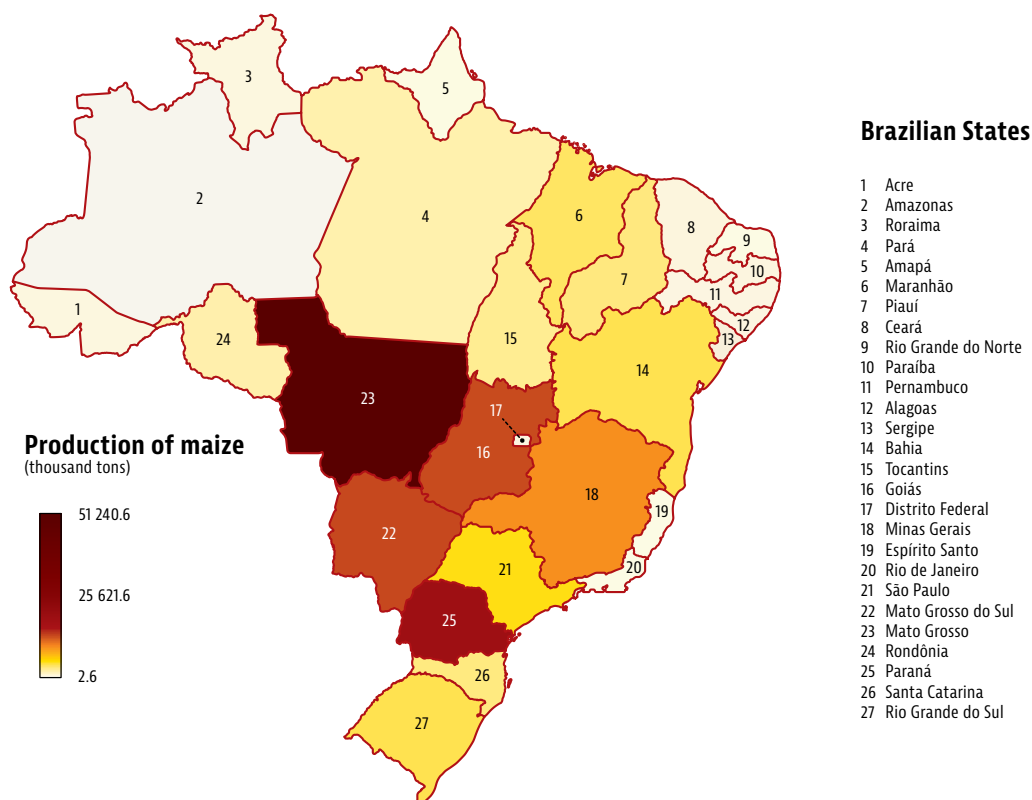 3
5
2
4
6
8
9
10
7
11
12
13
1
24
15
14
23
17
16
18
19
22
21
20
25
26
27
Production of maize
(thousand tons)
51 240.6
25 621.6
2.6
Brazilian States
1 Acre
2 Amazonas
3 Roraima
4 Pará
5 Amapá
6 Maranhão
7 Piauí
8 Ceará
9 Rio Grande do Norte
10 Paraíba
11 Pernambuco
12 Alagoas
13 Sergipe
14 Bahia
15 Tocantins
16 Goiás
17 Distrito Federal
18 Minas Gerais
19 Espírito Santo
20 Rio de Janeiro
21 São Paulo
22 Mato Grosso do Sul
23 Mato Grosso
24 Rondônia
25 Paraná
26 Santa Catarina
27 Rio Grande do Sul